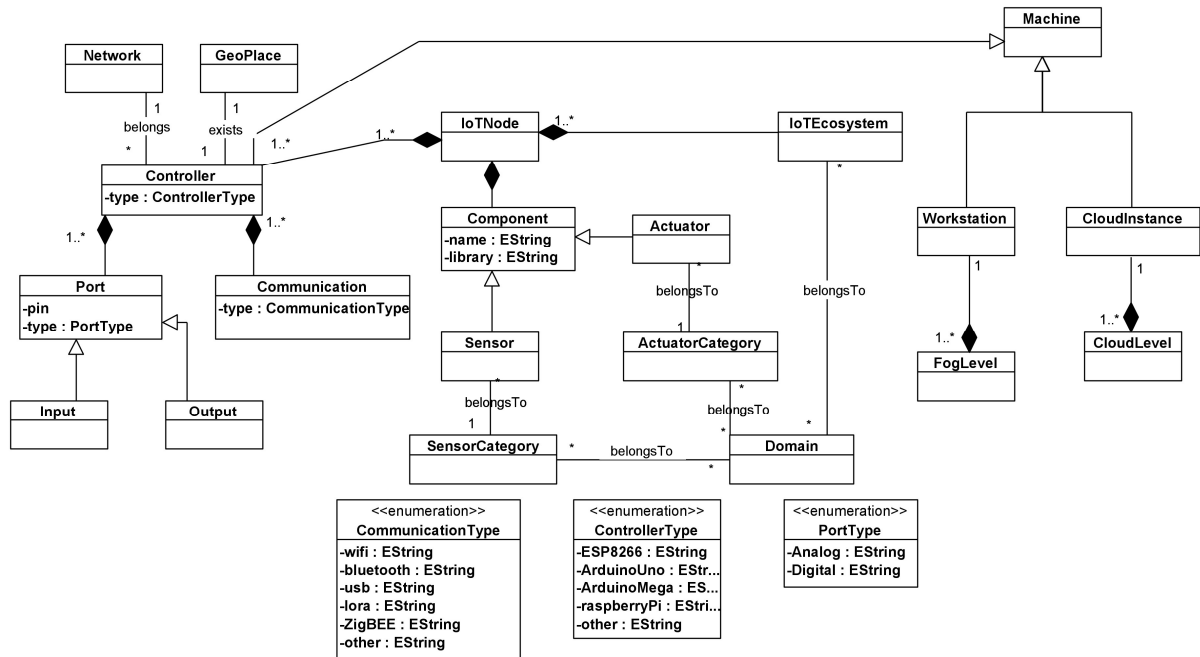 Machine
Network
GeoPlace
1
1
belongs
exists
*
1
1..*
1..*
IoTNode
1..*
IoTEcosystem
*
Controller
-type : ControllerType
1..*
1..*
Component
-name : EString
-library : EString
Actuator
*
belongsTo
1
belongsTo
Workstation
1
CloudInstance
1
Port
-pin
-type : PortType
Communication
-type : CommunicationType
Sensor
*
belongsTo
1
ActuatorCategory
*
belongsTo
*
*
1..*
FogLevel
1..*
CloudLevel
Input
Output
SensorCategory
*
belongsTo
*
Domain
<<enumeration>>
CommunicationType
-wifi : EString
-bluetooth : EString
-usb : EString
-lora : EString
-ZigBEE : EString
-other : EString
<<enumeration>>
ControllerType
-ESP8266 : EString
-ArduinoUno : EStr...
-ArduinoMega : ES...
-raspberryPi : EStri...
-other : EString
<<enumeration>>
PortType
-Analog : EString
-Digital : EString